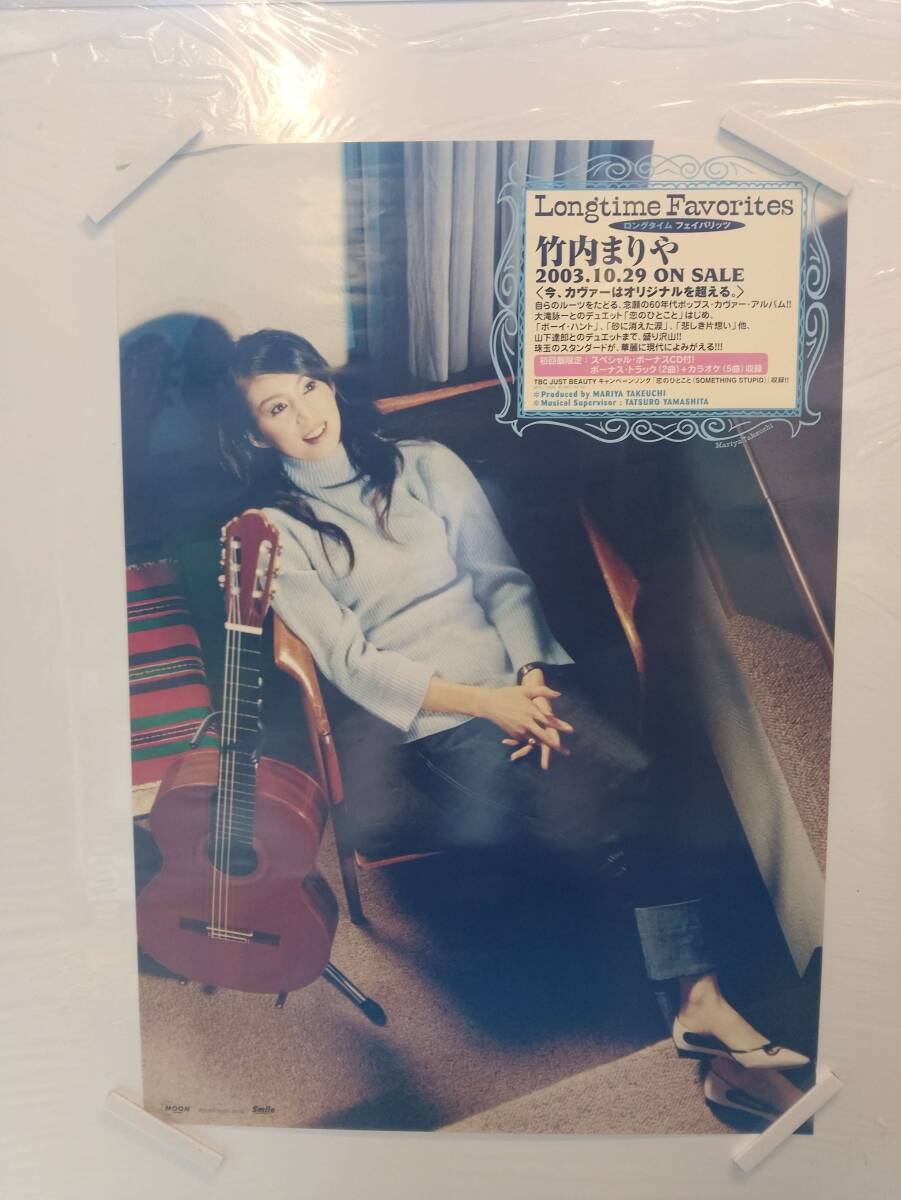 Longtime Favorites
ロングタイム フェイバリッツ
竹内まりや
2003.10.29 ON SALE
〈今、カヴァーはオリジナルを超える。〉
自らのルーツをたどる、念願の60年代ポップス・カヴァー・アルバム!!
大滝詠一とのデュエット「恋のひとこと」はじめ、
「ボーイ・ハント」、「砂に消えた涙」、「悲しき片想い」他、
山下達郎とのデュエットまで、盛り沢山!!
珠玉のスタンダードが、華麗に現代によみがえる!!!
初回盤限定:スペシャル・ボーナスCD付!
ボーナス・トラック(2曲)+カラオケ(5曲)収録
TBC JUST BEAUTY キャンペーンソング「恋のひとこと(SOMETHING STUPID)」収録!!
※Produced by MARIYA TAKEUCHI
※Musical Supervisor : TATSURO YAMASHITA
Mariya Takeuchi
MOON
Smile